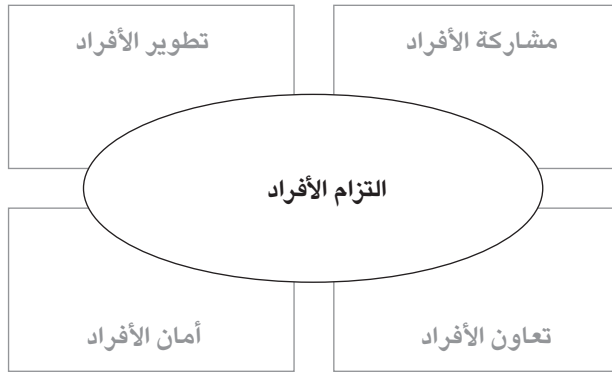 مشاركة الأفراد
تطوير الأفراد
التزام الأفراد
تعاون الأفراد
أمان الأفراد